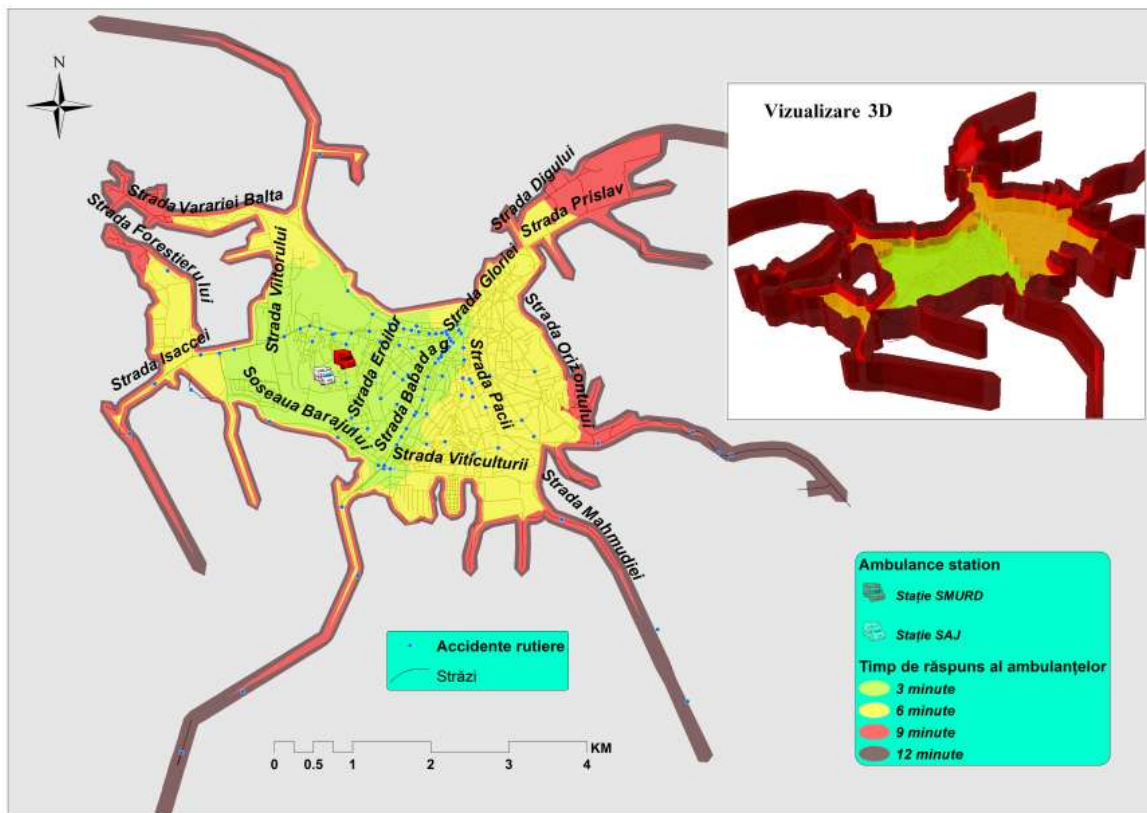 N
Vizualizare 3D
Strada Digului
Strada Prislav
Strada Varariei Balta
Strada Forestierului
Strada Viitorului
Strada Gloriei
Strada Isaccei
Strada Eroilor
Strada Babadag
Strada Pacii
Strada Orizontului
Soseaua Barajului
Strada Viticulturii
Strada Mahmudiei
Ambulance station
Stație SMURD
Stație SAJ
Timp de răspuns al ambulanțelor
3 minute
6 minute
9 minute
12 minute
Accidente rutiere
Străzi
KM
0 0.5 1 2 3 4